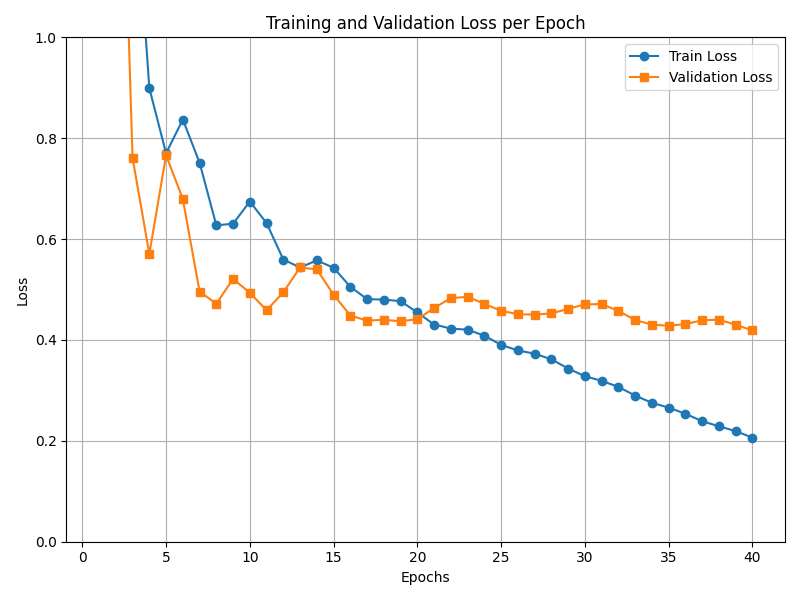 Training and Validation Loss per Epoch
Train Loss
Validation Loss
1.0
0.8
0.6
0.4
0.2
0.0
Loss
0 5 10 15 20 25 30 35 40
Epochs